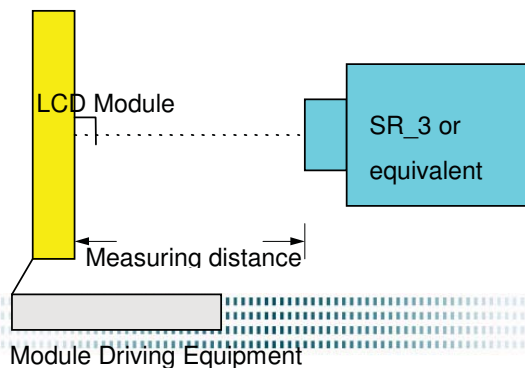 LCD Module
SR_3 or
equivalent
Measuring distance
Module Driving Equipment